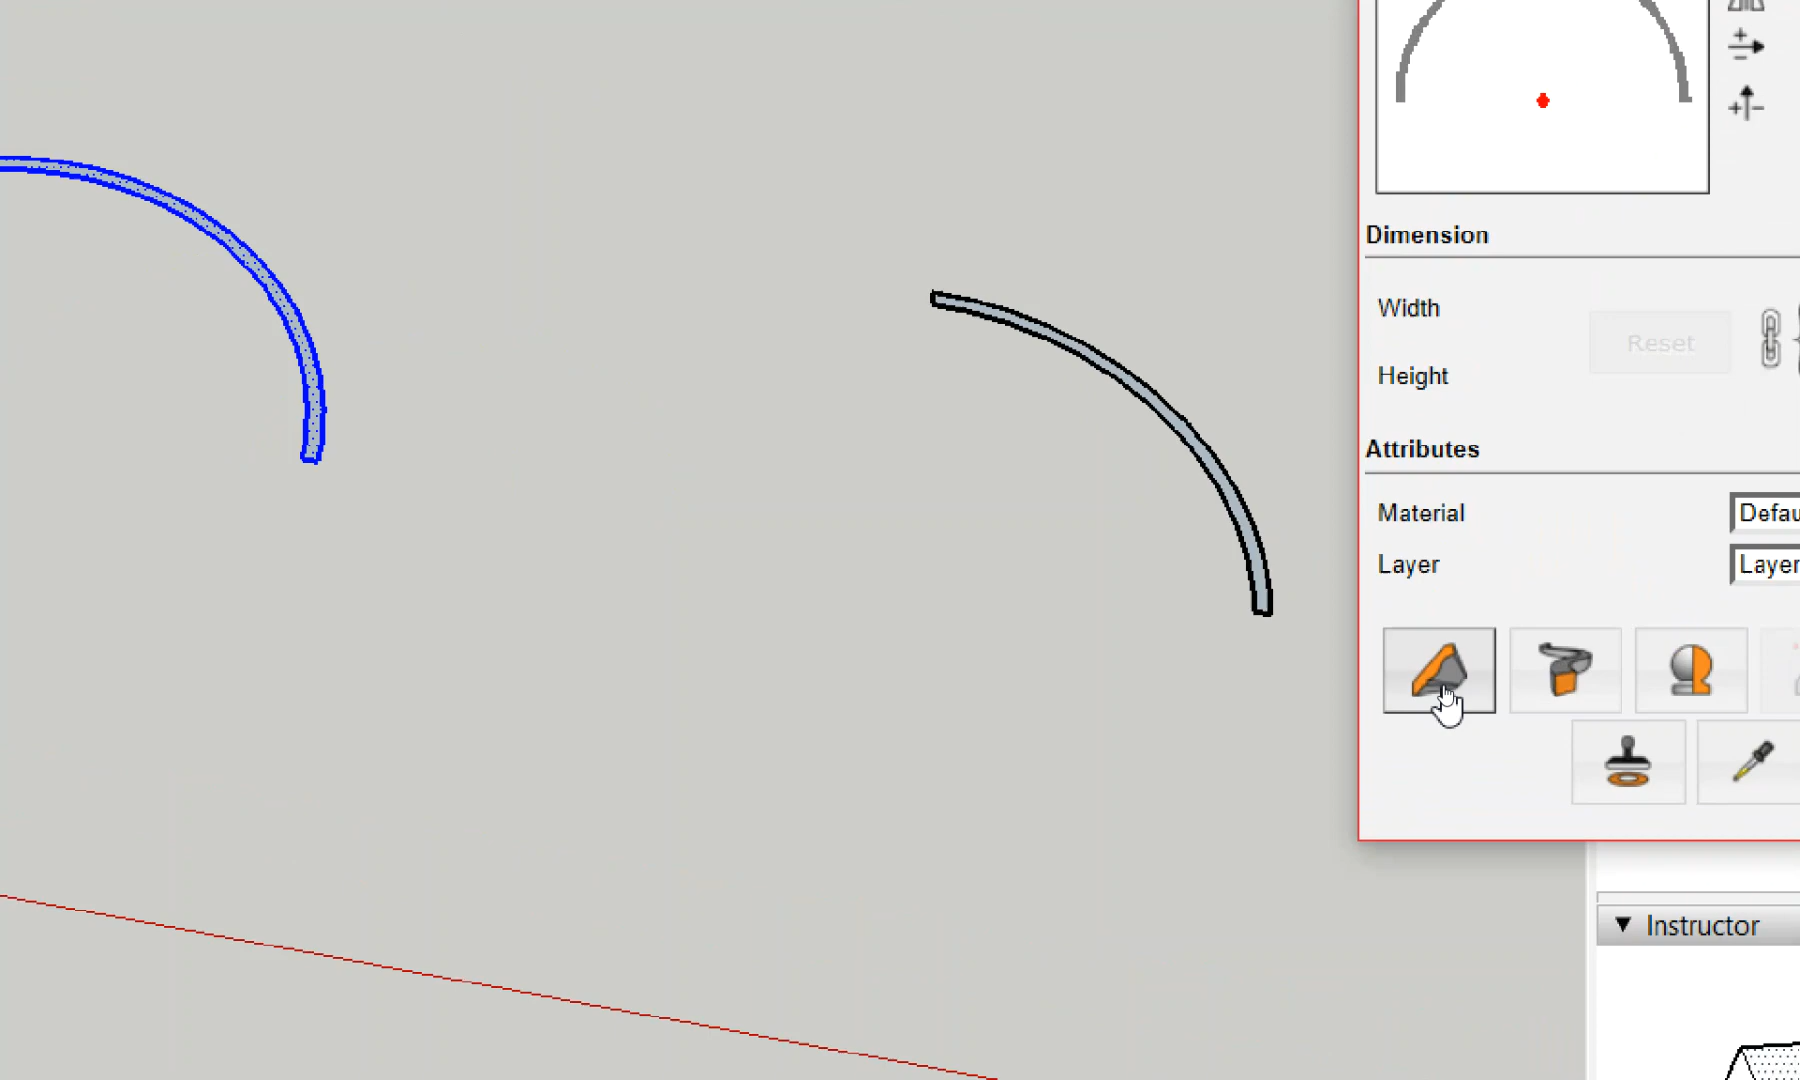 Dimension
Width
Reset
Height
Attributes
Material
Defau
Layer
Layer
Instructor